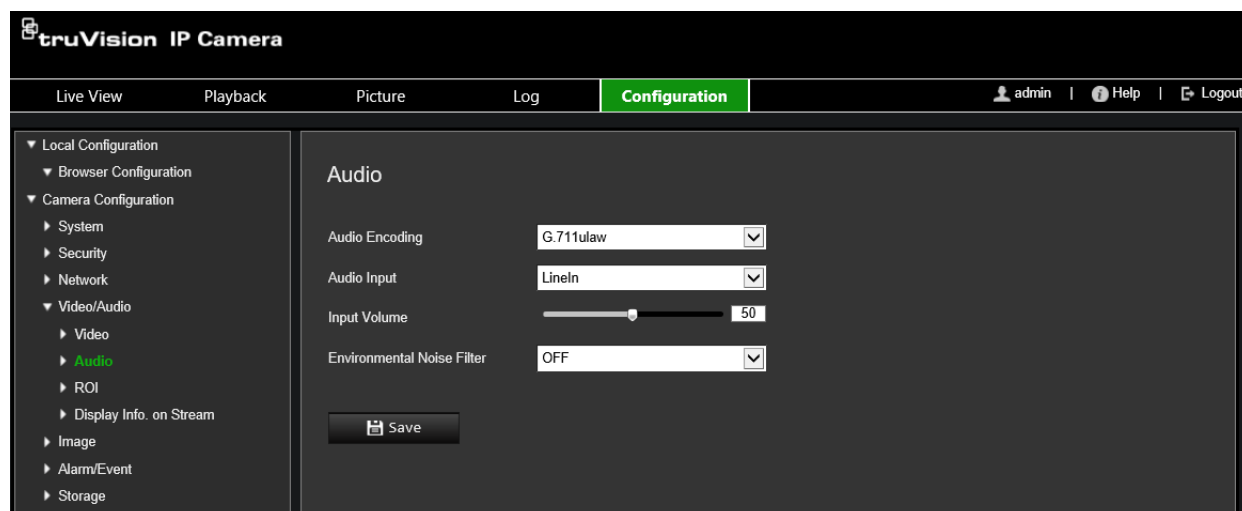 truVision IP Camera
Live View Playback Picture Log Configuration admin | Help | Logout
Local Configuration
Browser Configuration
Camera Configuration
System
Security
Network
Video/Audio
Video
Audio
ROI
Display Info. on Stream
Image
Alarm/Event
Storage
Audio
Audio Encoding G.711ulaw
Audio Input LineIn
Input Volume 50
Environmental Noise Filter OFF
Save